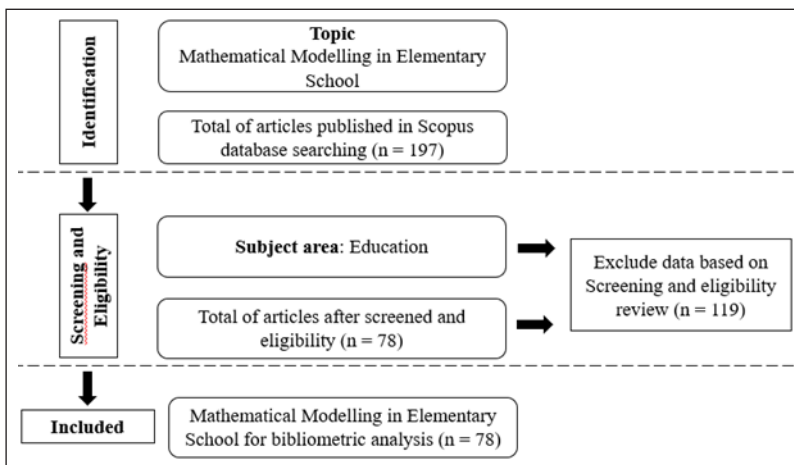 Identification
Topic
Mathematical Modelling in Elementary
School
Total of articles published in Scopus
database searching (n = 197)
Screening and
Eligibility
Subject area: Education
Total of articles after screened and
eligibility (n = 78)
Exclude data based on
Screening and eligibility
review (n = 119)
Included
Mathematical Modelling in Elementary
School for bibliometric analysis (n = 78)